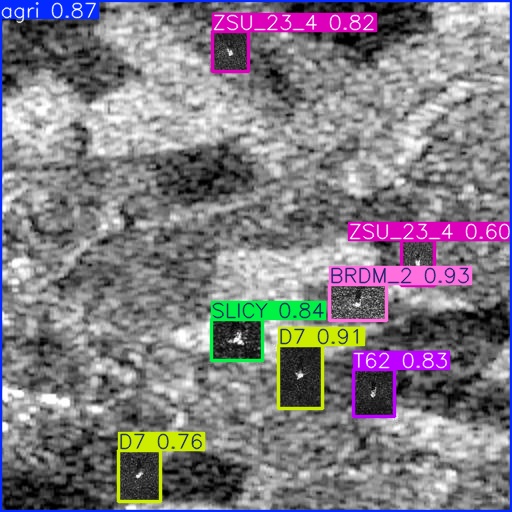 agri 0.87
ZSU_23_4 0.82
ZSU_23_4 0.60
BRDM_2 0.93
SLICY 0.84
D7 0.91
T62 0.83
D7 0.76